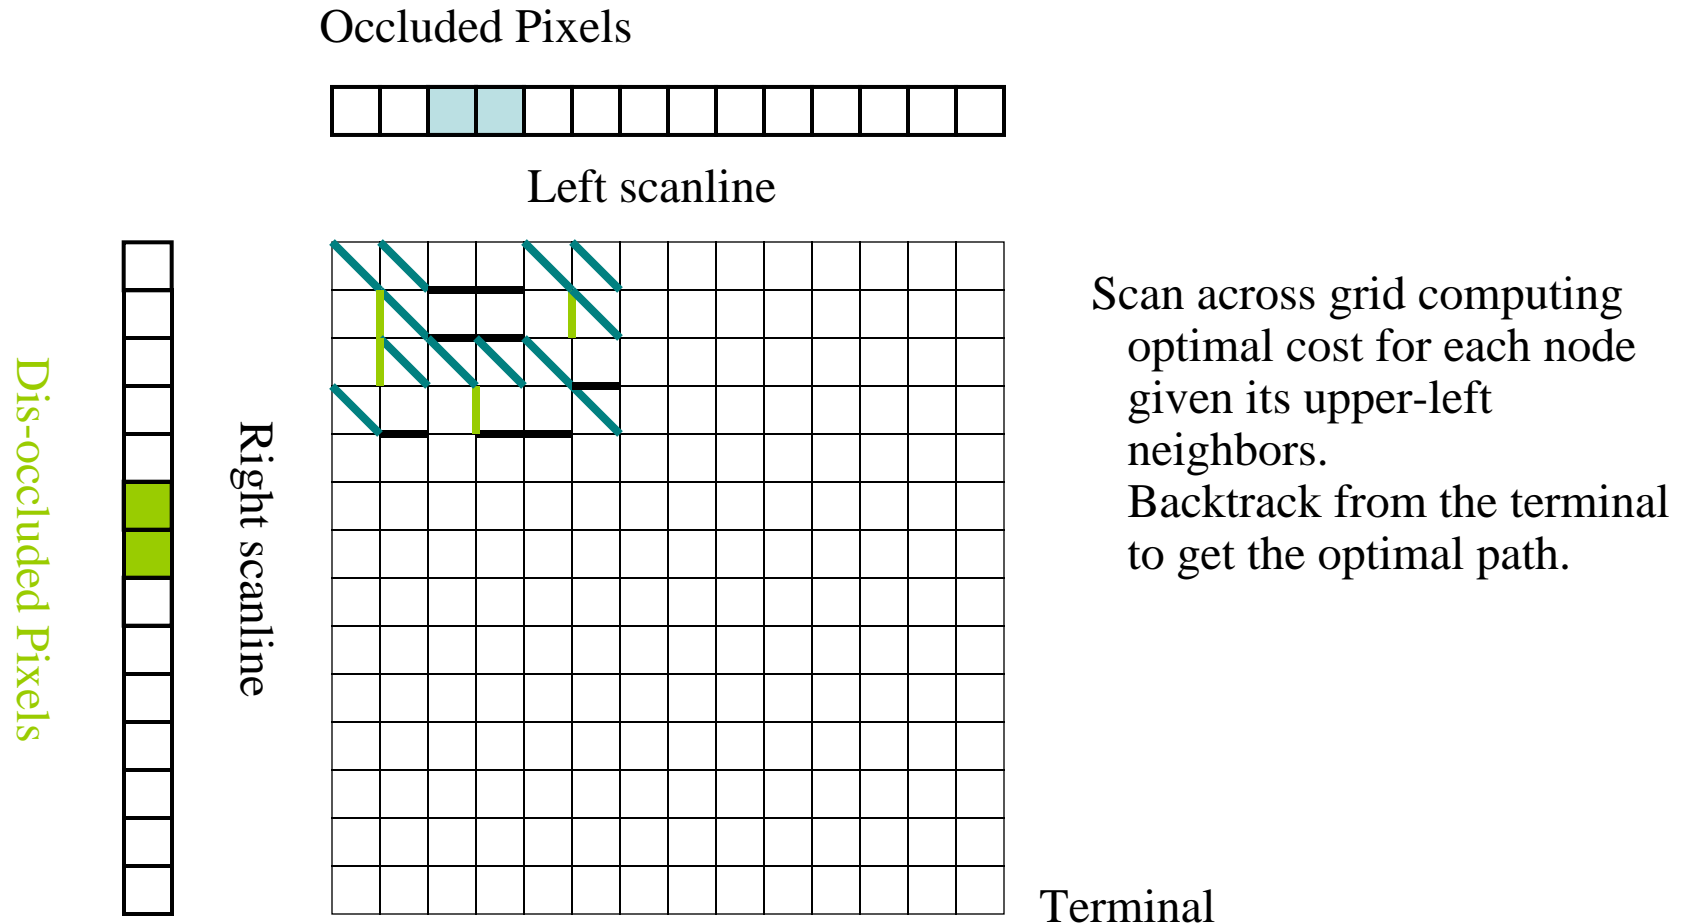 Occluded Pixels
Left scanline
Dis-occluded Pixels
Right scanline
Scan across grid computing
optimal cost for each node
given its upper-left
neighbors.
Backtrack from the terminal
to get the optimal path.
Terminal